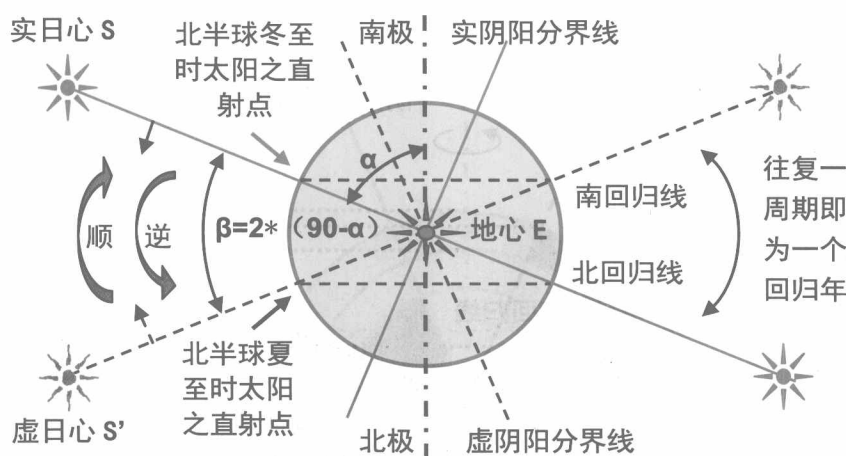 实日心 S
北半球冬至
时太阳之直
射点
南极
实阴阳分界线
α
南回归线
往复一
周期即
为一个
回归年
顺
逆
β=2*（90-α）
地心 E
北回归线
北半球夏
至时太阳
之直射点
虚日心 S'
北极
虚阴阳分界线